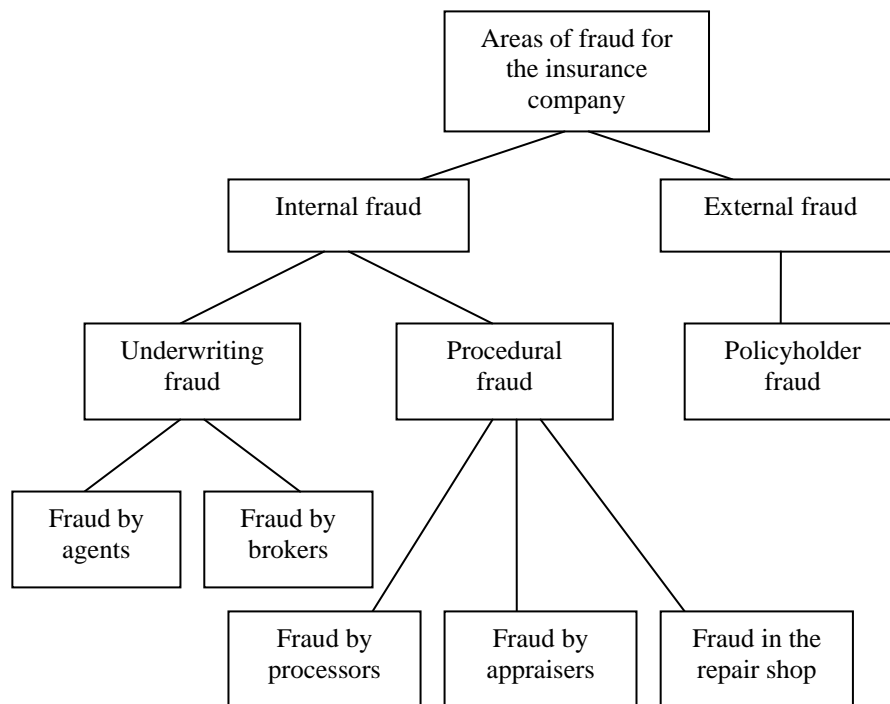 Areas of fraud for
the insurance
company
Internal fraud
External fraud
Underwriting
fraud
Procedural
fraud
Policyholder
fraud
Fraud by
agents
Fraud by
brokers
Fraud by
processors
Fraud by
appraisers
Fraud in the
repair shop